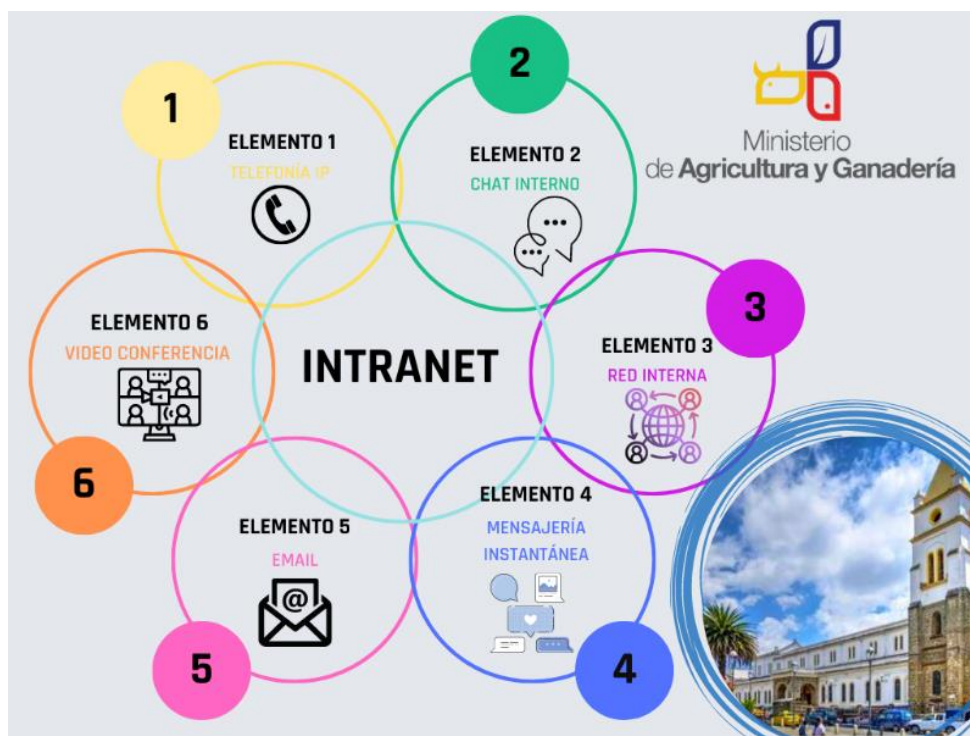 1
ELEMENTO 1
TELEFONÍA IP
2
ELEMENTO 2
CHAT INTERNO
Ministerio
de Agricultura y Ganadería
3
ELEMENTO 3
RED INTERNA
INTRANET
ELEMENTO 6
VIDEO CONFERENCIA
6
ELEMENTO 5
EMAIL
@
5
ELEMENTO 4
MENSAJERÍA
INSTANTÁNEA
4